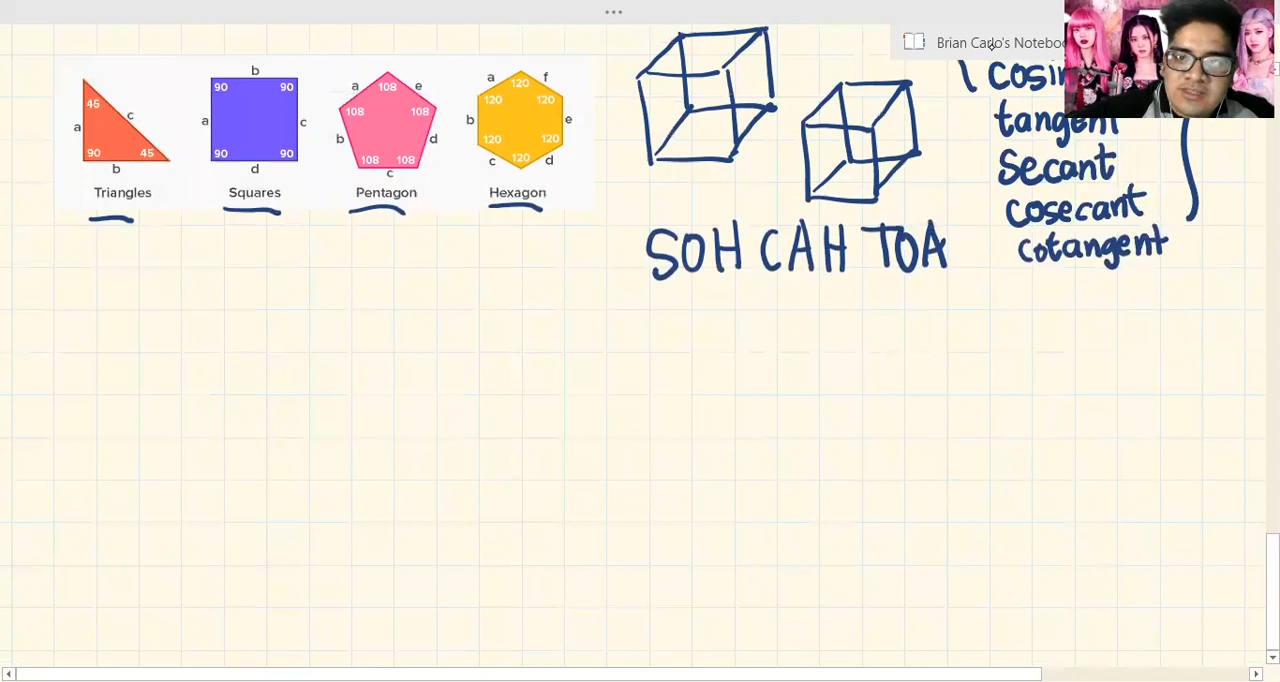 Brian Carlo's
tangent
Secant
cosecant
cotangent
a 45 c
90 45
b
Triangles
b
90 90
a c
90 90
d
Squares
a 108 e
108 108
b d
108 108
c
Pentagon
a 120 f
120 120
b e
120 120
c 120 d
Hexagon
SOH CAH TOA